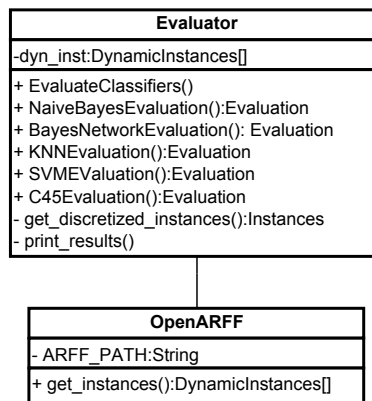 Evaluator
-dyn_inst:DynamicInstances[]
+ EvaluateClassifiers()
+ NaiveBayesEvaluation():Evaluation
+ BayesNetworkEvaluation(): Evaluation
+ KNNEvaluation():Evaluation
+ SVMEValuation():Evaluation
+ C45Evaluation():Evaluation
- get_discretized_instances():Instances
- print_results()
OpenARFF
- ARFF_PATH:String
+ get_instances():DynamicInstances[]